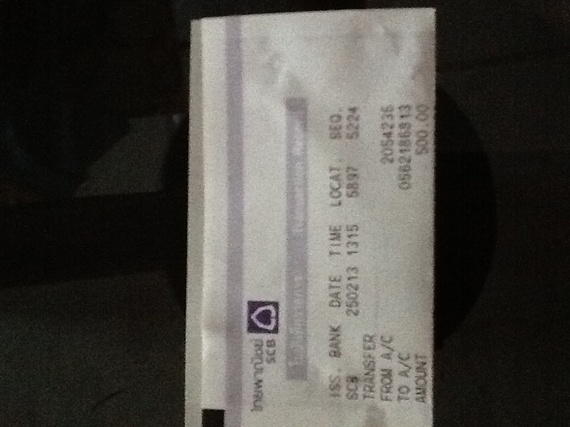 ไทยพาณิชย์
SCB
ISS. BANK DATE TIME LOCAT. SEQ.
SCB 250213 1315 5897 5224
TRANSFER
FROM A/C 2054236
TO A/C 0562186813
AMOUNT 500.00